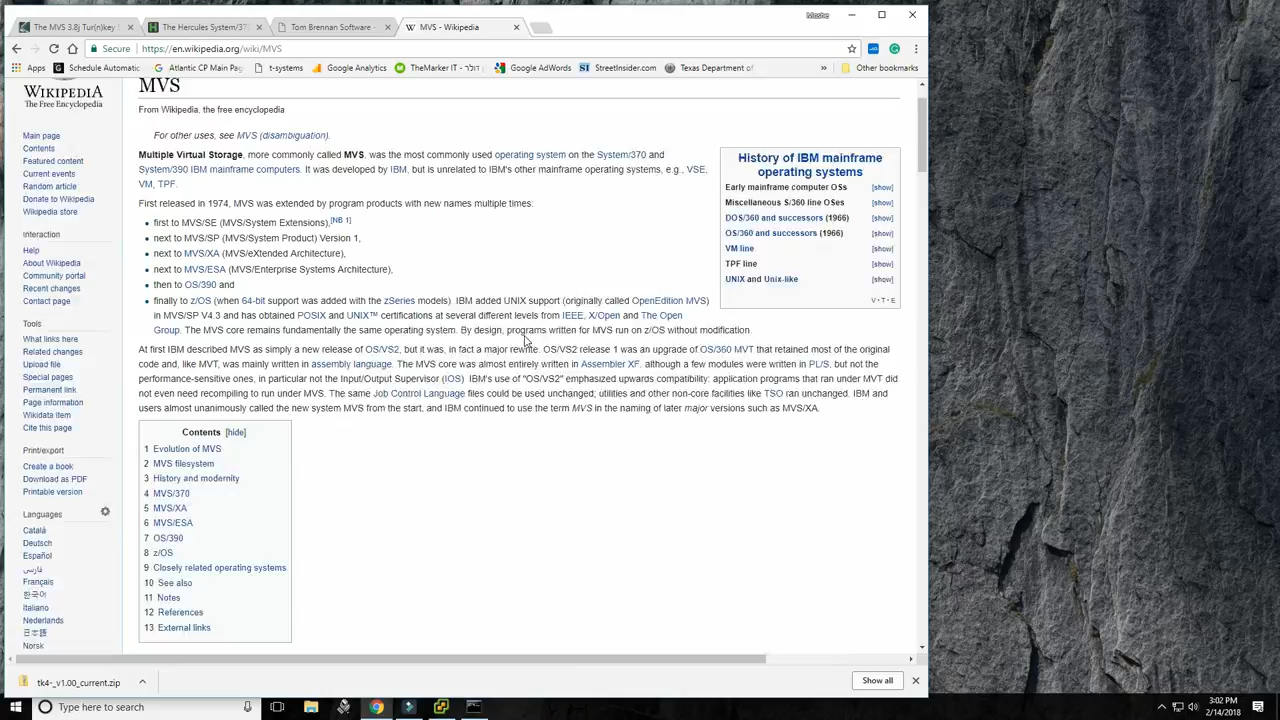 Moshe
The MVS 3.8j Tur(n)key
The Hercules System/37
Tom Brennan Software -
MVS - Wikipedia
Secure
https://en.wikipedia.org/wiki/MVS
Apps
Schedule Automatic
Atlantic CP Main Pag
t-systems
Google Analytics
TheMarker IT - דולר
Google AdWords
StreetInsider.com
Texas Department of
»
Other bookmarks
WIKIPEDIA
The Free Encyclopedia
Main page
Contents
Featured content
Current events
Random article
Donate to Wikipedia
Wikipedia store
Interaction
Help
About Wikipedia
Community portal
Recent changes
Contact page
Tools
What links here
Related changes
Upload file
Special pages
Permanent link
Page information
Wikidata item
Cite this page
Print/export
Create a book
Download as PDF
Printable version
Languages
Català
Deutsch
Español
فارسی
Français
한국어
Italiano
Nederlands
日本語
Norsk
MVS
From Wikipedia, the free encyclopedia
For other uses, see MVS (disambiguation).
Multiple Virtual Storage, more commonly called MVS, was the most commonly used operating system on the System/370 and
System/390 IBM mainframe computers. It was developed by IBM, but is unrelated to IBM's other mainframe operating systems, e.g., VSE,
VM, TPF.
First released in 1974, MVS was extended by program products with new names multiple times:
• first to MVS/SE (MVS/System Extensions),[NB 1]
• next to MVS/SP (MVS/System Product) Version 1,
• next to MVS/XA (MVS/eXtended Architecture),
• next to MVS/ESA (MVS/Enterprise Systems Architecture),
• then to OS/390 and
• finally to z/OS (when 64-bit support was added with the zSeries models). IBM added UNIX support (originally called OpenEdition MVS)
in MVS/SP V4.3 and has obtained POSIX and UNIX™ certifications at several different levels from IEEE, X/Open and The Open
Group. The MVS core remains fundamentally the same operating system. By design, programs written for MVS run on z/OS without modification.
At first IBM described MVS as simply a new release of OS/VS2, but it was, in fact a major rewrite. OS/VS2 release 1 was an upgrade of OS/360 MVT that retained most of the original
code and, like MVT, was mainly written in assembly language. The MVS core was almost entirely written in Assembler XF, although a few modules were written in PL/S, but not the
performance-sensitive ones, in particular not the Input/Output Supervisor (IOS). IBM's use of "OS/VS2" emphasized upwards compatibility: application programs that ran under MVT did
not even need recompiling to run under MVS. The same Job Control Language files could be used unchanged; utilities and other non-core facilities like TSO ran unchanged. IBM and
users almost unanimously called the new system MVS from the start, and IBM continued to use the term MVS in the naming of later major versions such as MVS/XA.
History of IBM mainframe
operating systems
Early mainframe computer OSs [show]
Miscellaneous S/360 line OSes [show]
DOS/360 and successors (1966) [show]
OS/360 and successors (1966) [show]
VM line [show]
TPF line [show]
UNIX and Unix-like [show]
V · T · E
Contents [hide]
1 Evolution of MVS
2 MVS filesystem
3 History and modernity
4 MVS/370
5 MVS/XA
6 MVS/ESA
7 OS/390
8 z/OS
9 Closely related operating systems
10 See also
11 Notes
12 References
13 External links
tk4-_v1.00_current.zip
Show all
Type here to search
3:02 PM
2/14/2018